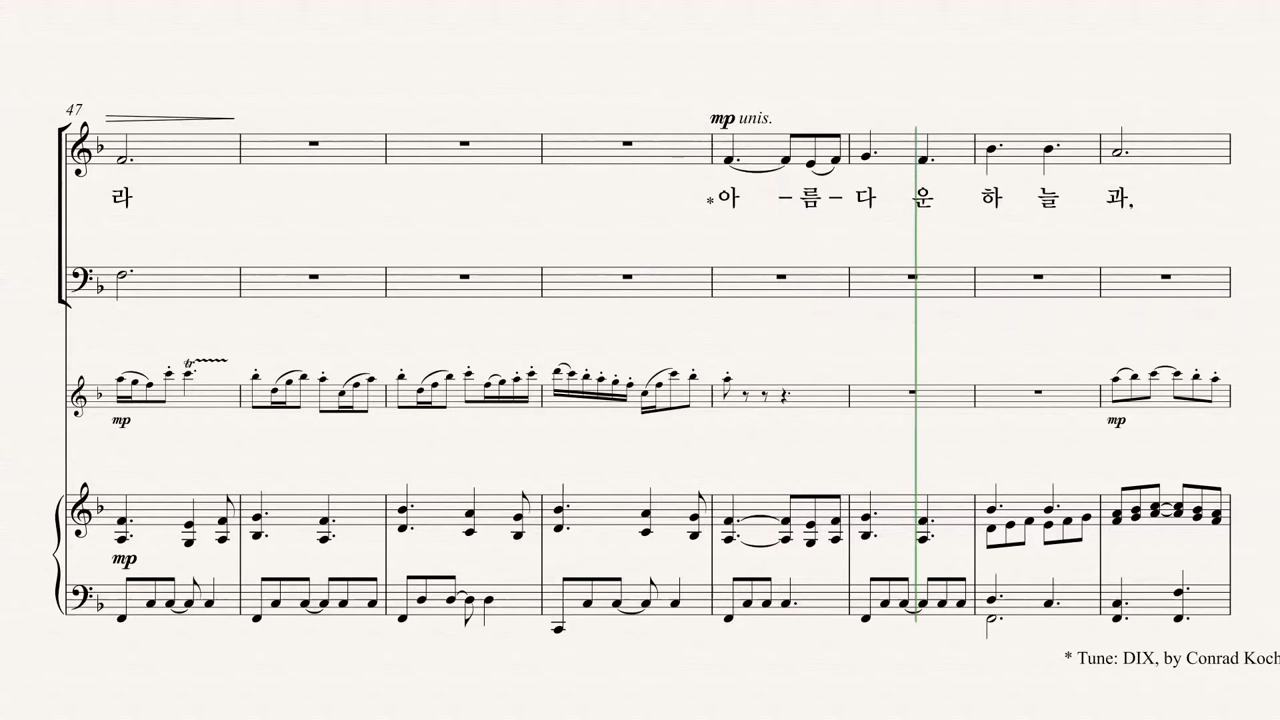 47
mp unis.
라 *아 – 름 – 다 운 하 늘 과,
tr
mp mp
mp
* Tune: DIX, by Conrad Koch